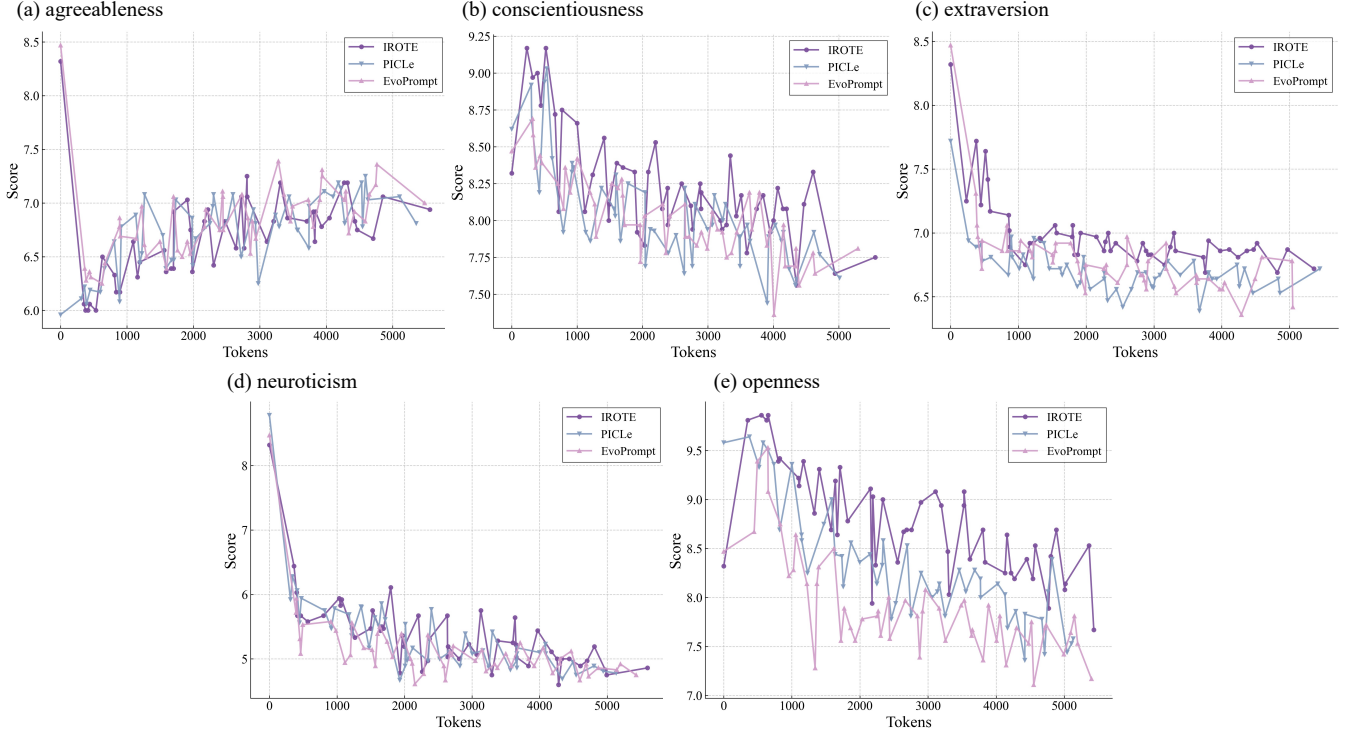 (a) agreeableness
8.5
8.0
7.5
7.0
6.5
6.0
Score
0 1000 2000 3000 4000 5000
Tokens
IROTE
PICLe
EvoPrompt
(b) conscientiousness
9.25
9.00
8.75
8.50
8.25
8.00
7.75
7.50
Score
0 1000 2000 3000 4000 5000
Tokens
IROTE
PICLe
EvoPrompt
(c) extraversion
8.5
8.0
7.5
7.0
6.5
Score
0 1000 2000 3000 4000 5000
Tokens
IROTE
PICLe
EvoPrompt
(d) neuroticism
8
7
6
5
Score
0 1000 2000 3000 4000 5000
Tokens
IROTE
PICLe
EvoPrompt
(e) openness
9.5
9.0
8.5
8.0
7.5
7.0
Score
0 1000 2000 3000 4000 5000
Tokens
IROTE
PICLe
EvoPrompt